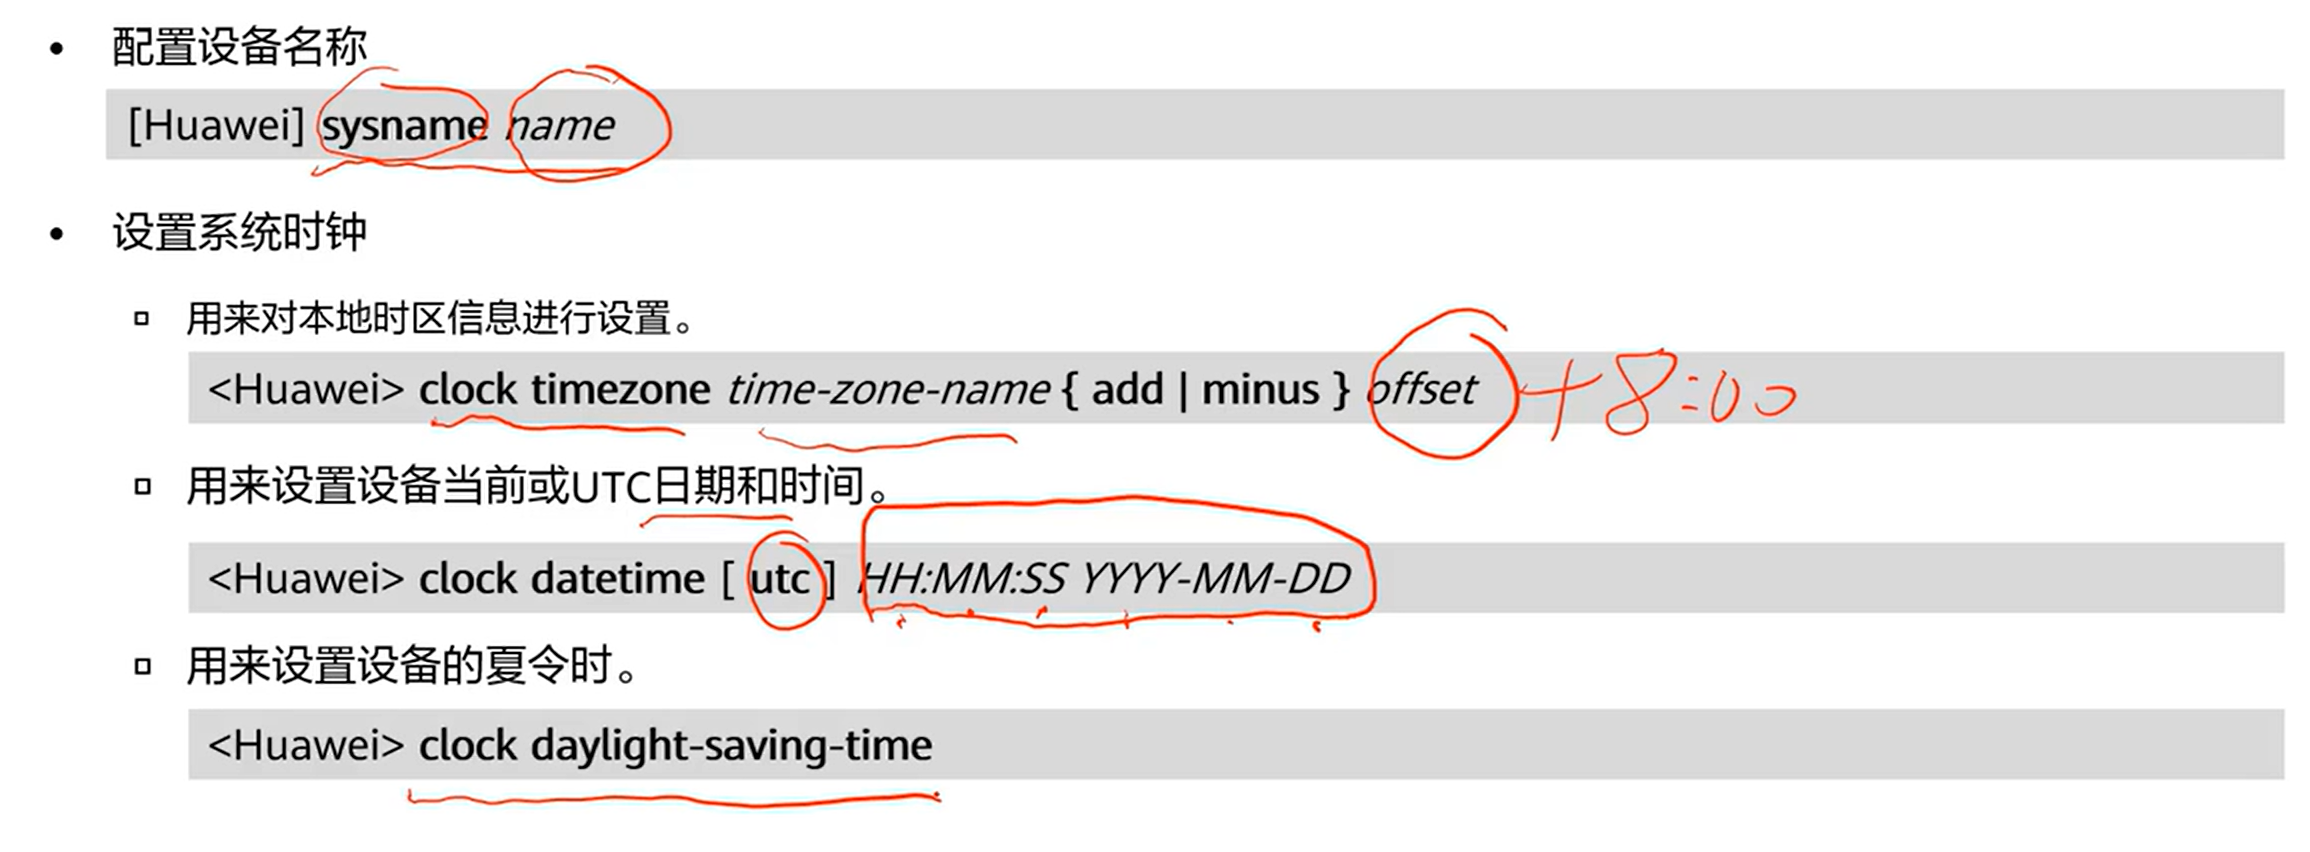 • 配置设备名称
[Huawei] sysname name
• 设置系统时钟
▫ 用来对本地时区信息进行设置。
<Huawei> clock timezone time-zone-name { add | minus } offset +8:00
▫ 用来设置设备当前或UTC日期和时间。
<Huawei> clock datetime [ utc ] HH:MM:SS YYYY-MM-DD
▫ 用来设置设备的夏令时。
<Huawei> clock daylight-saving-time